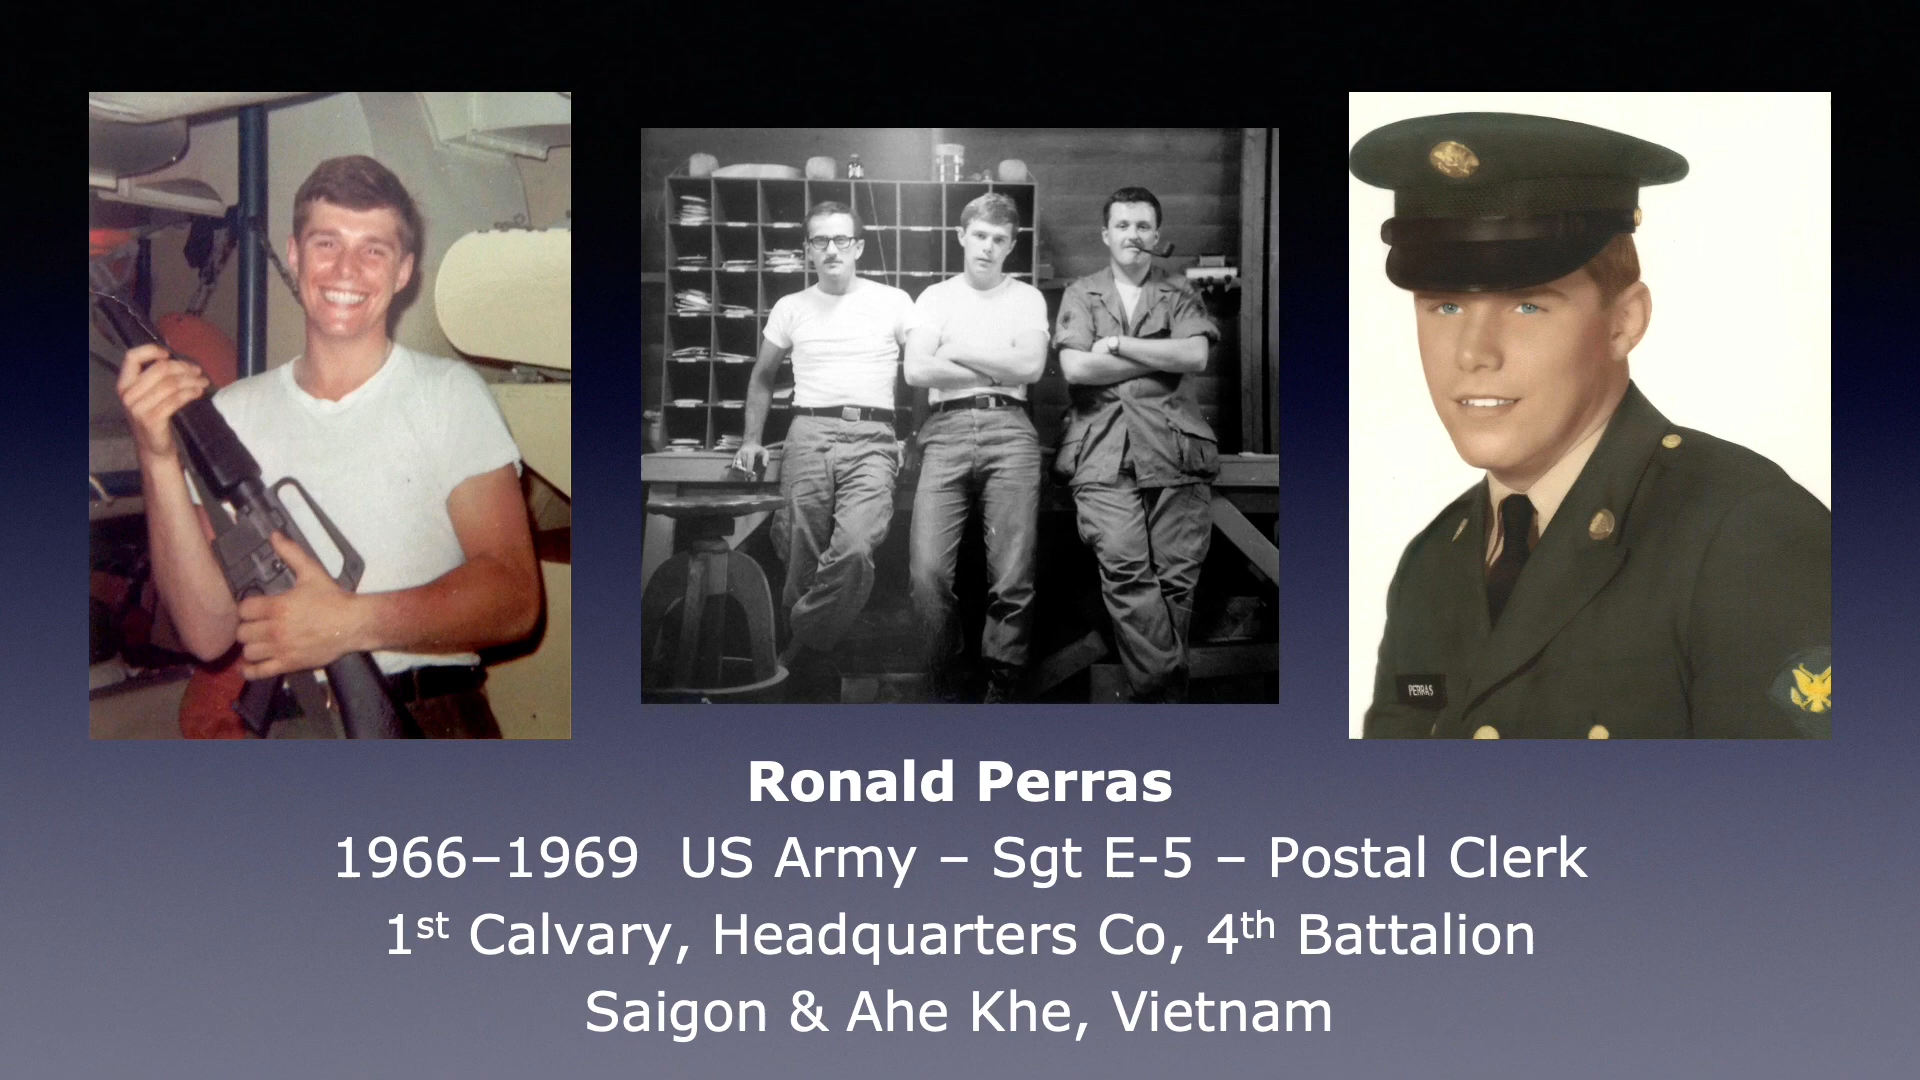 PERRAS
Ronald Perras
1966–1969  US Army – Sgt E-5 – Postal Clerk
1st Calvary, Headquarters Co, 4th Battalion
Saigon & Ahe Khe, Vietnam